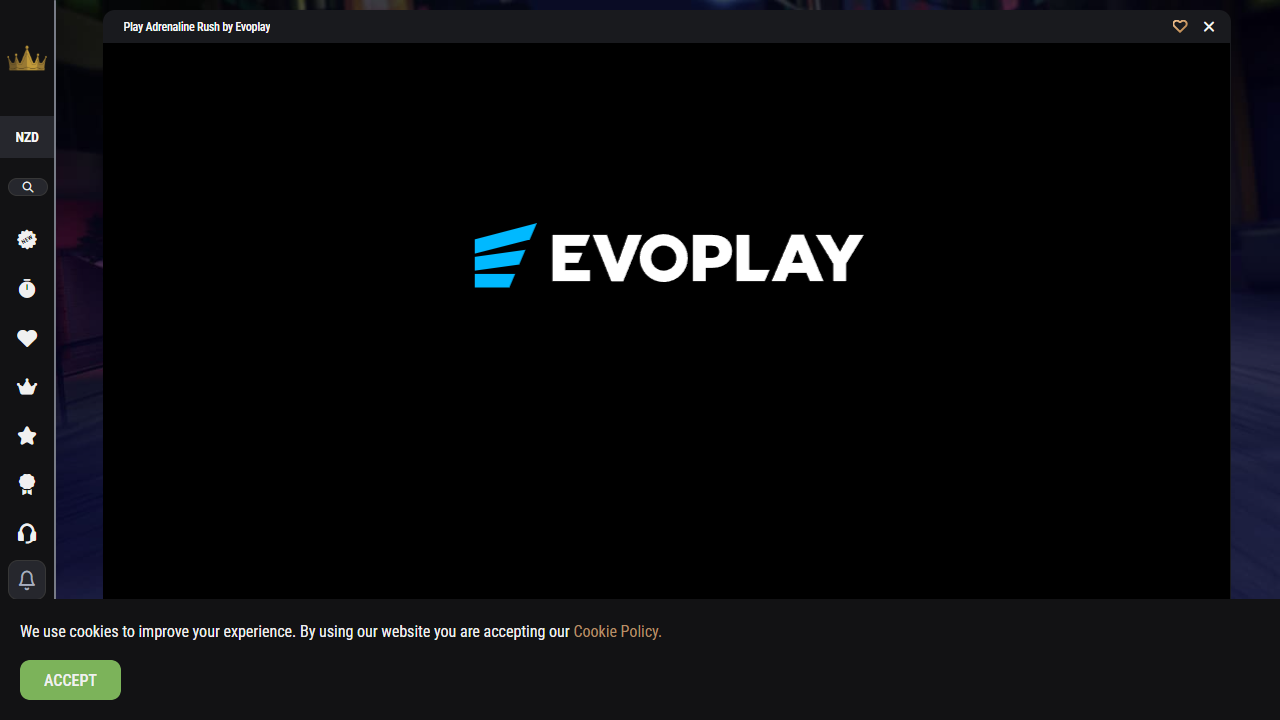 Play Adrenaline Rush by Evoplay
NZD
NEW
EVOPLAY
We use cookies to improve your experience. By using our website you are accepting our Cookie Policy.
ACCEPT